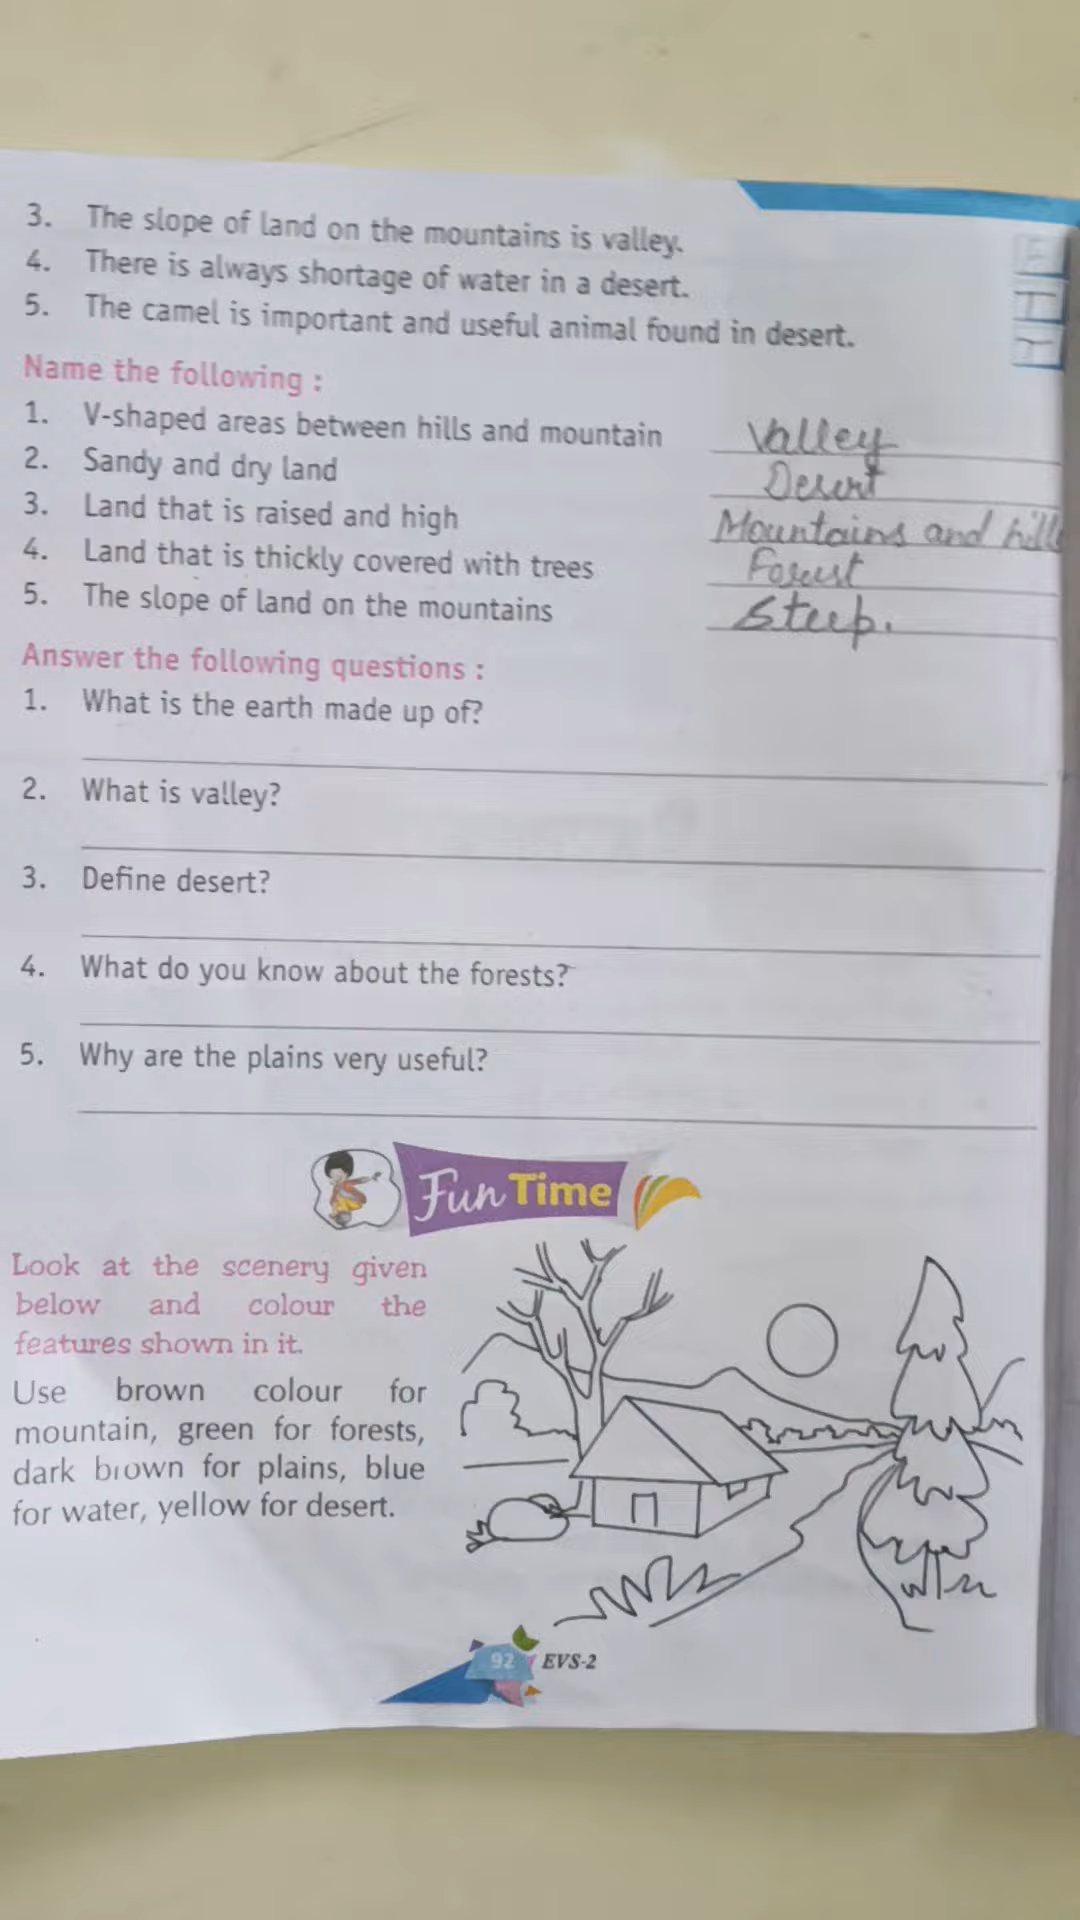 3. The slope of land on the mountains is valley. F
4. There is always shortage of water in a desert. T
5. The camel is important and useful animal found in desert. T
Name the following :
1. V-shaped areas between hills and mountain Valley
2. Sandy and dry land Desert
3. Land that is raised and high Mountains and hills
4. Land that is thickly covered with trees Forest
5. The slope of land on the mountains Steep.
Answer the following questions :
1. What is the earth made up of?
2. What is valley?
3. Define desert?
4. What do you know about the forests?
5. Why are the plains very useful?
Fun Time
Look at the scenery given
below and colour the
features shown in it.
Use brown colour for
mountain, green for forests,
dark brown for plains, blue
for water, yellow for desert.
92 EVS-2